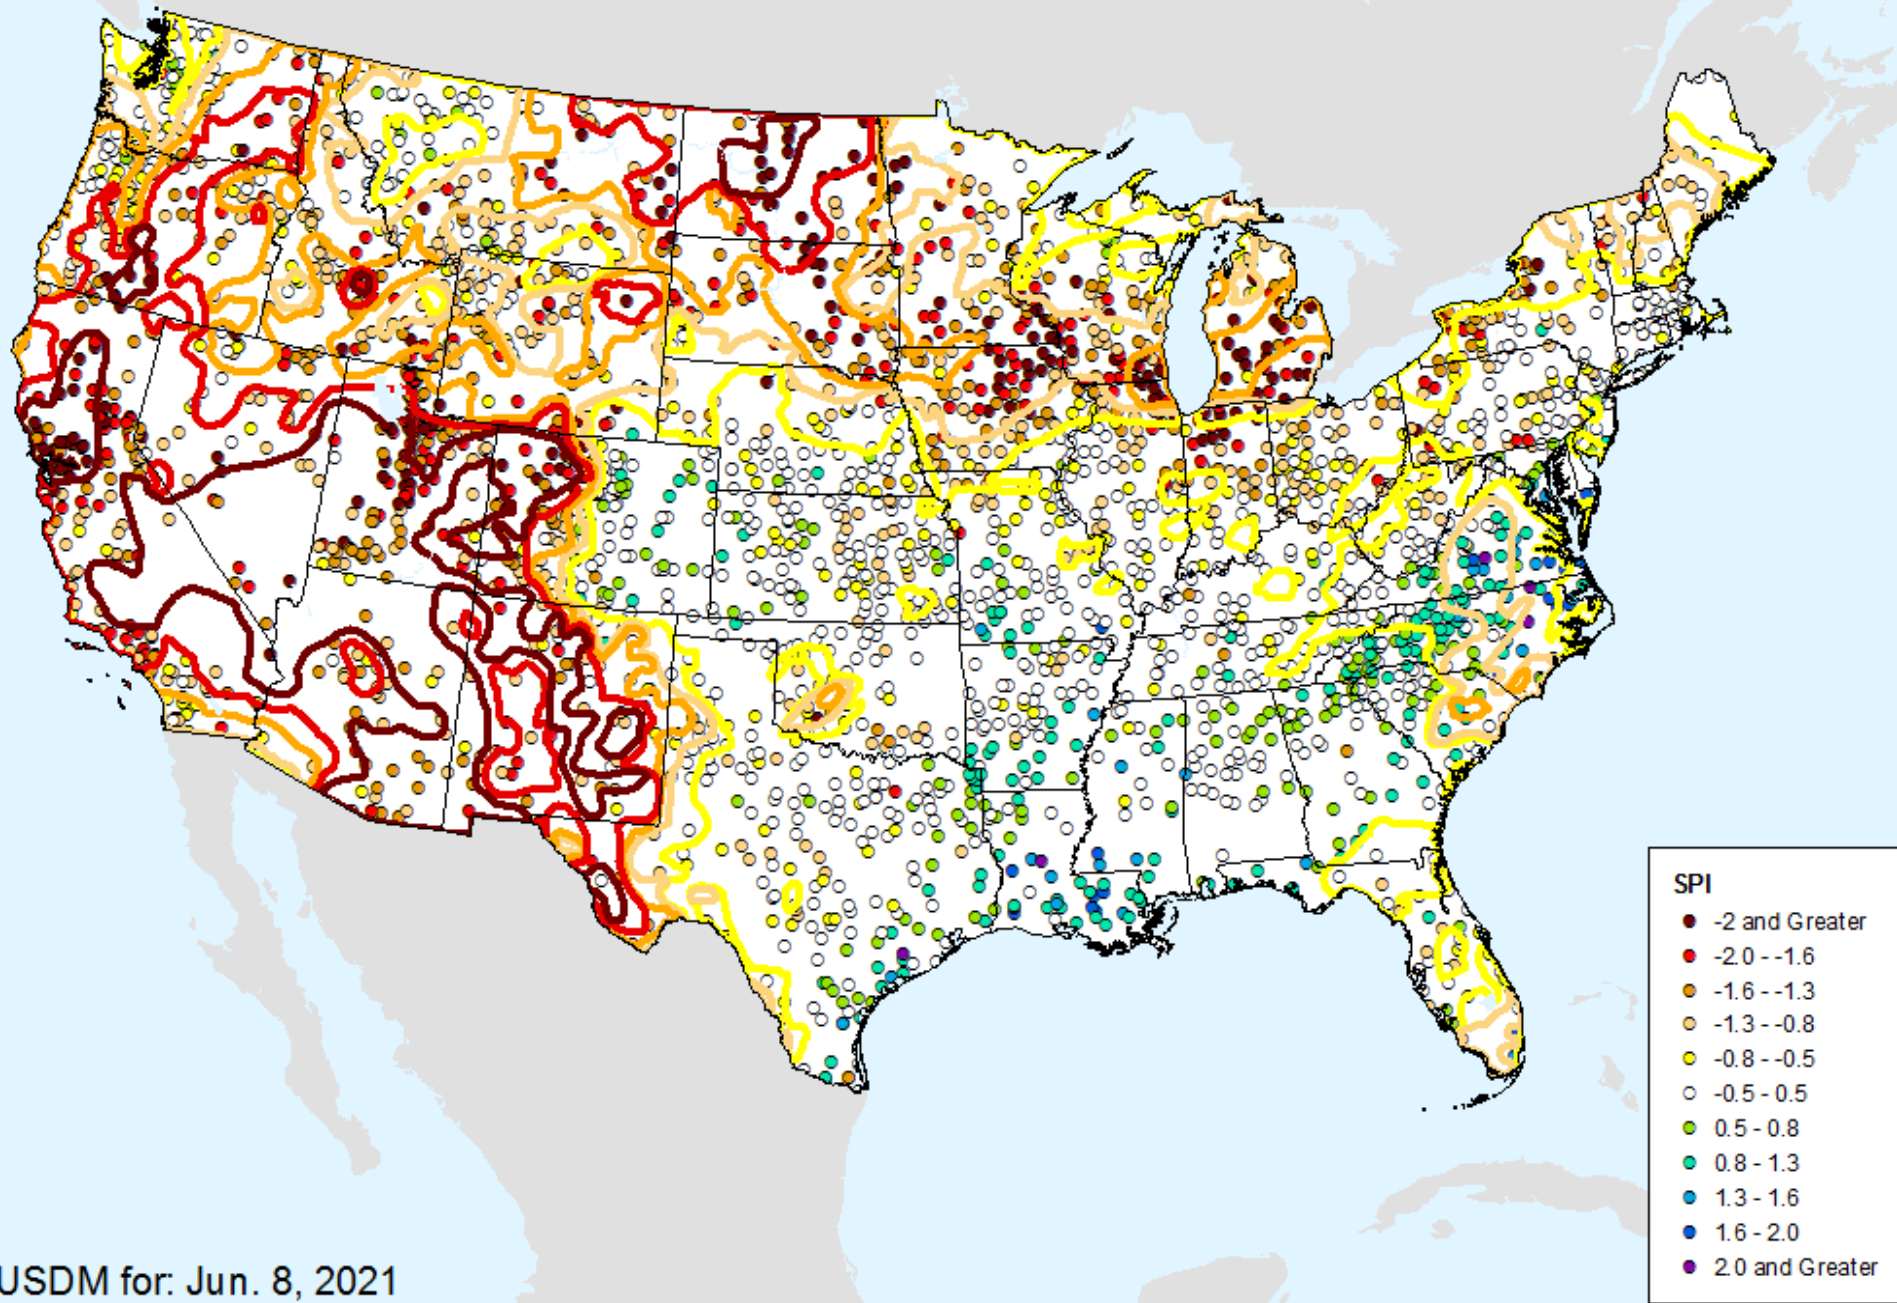 SPI
-2 and Greater
-2.0 - -1.6
-1.6 - -1.3
-1.3 - -0.8
-0.8 - -0.5
-0.5 - 0.5
0.5 - 0.8
0.8 - 1.3
1.3 - 1.6
1.6 - 2.0
2.0 and Greater
USDM for: Jun. 8, 2021